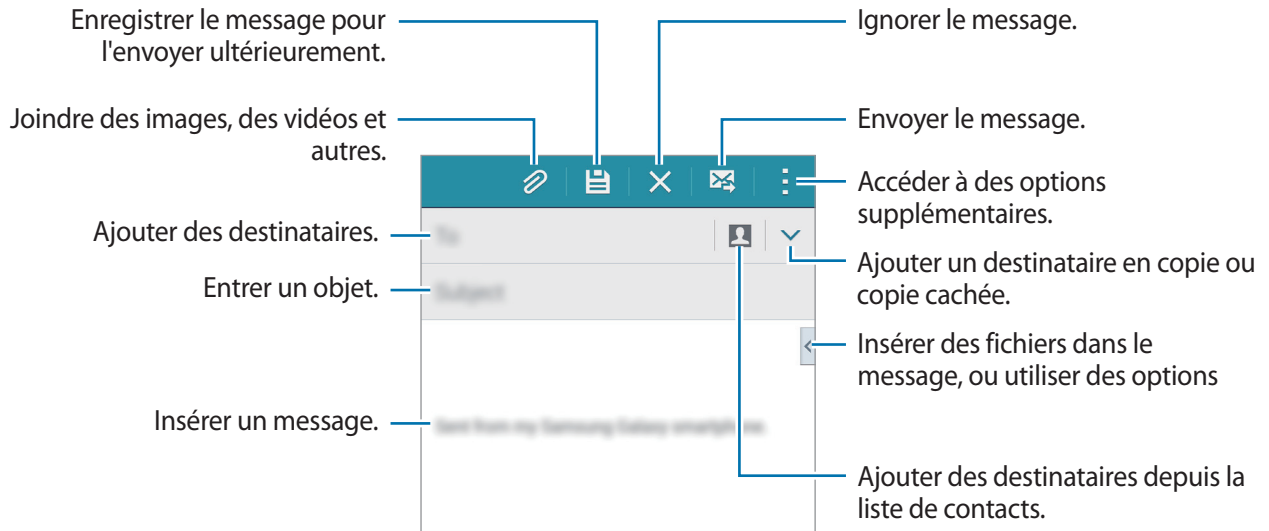 Enregistrer le message pour
l'envoyer ultérieurement.
Joindre des images, des vidéos et
autres.
Ajouter des destinataires.
Entrer un objet.
Insérer un message.
Ignorer le message.
Envoyer le message.
Accéder à des options
supplémentaires.
Ajouter un destinataire en copie ou
copie cachée.
Insérer des fichiers dans le
message, ou utiliser des options
Ajouter des destinataires depuis la
liste de contacts.
To
Subject
Sent from my Samsung Galaxy smartphone.